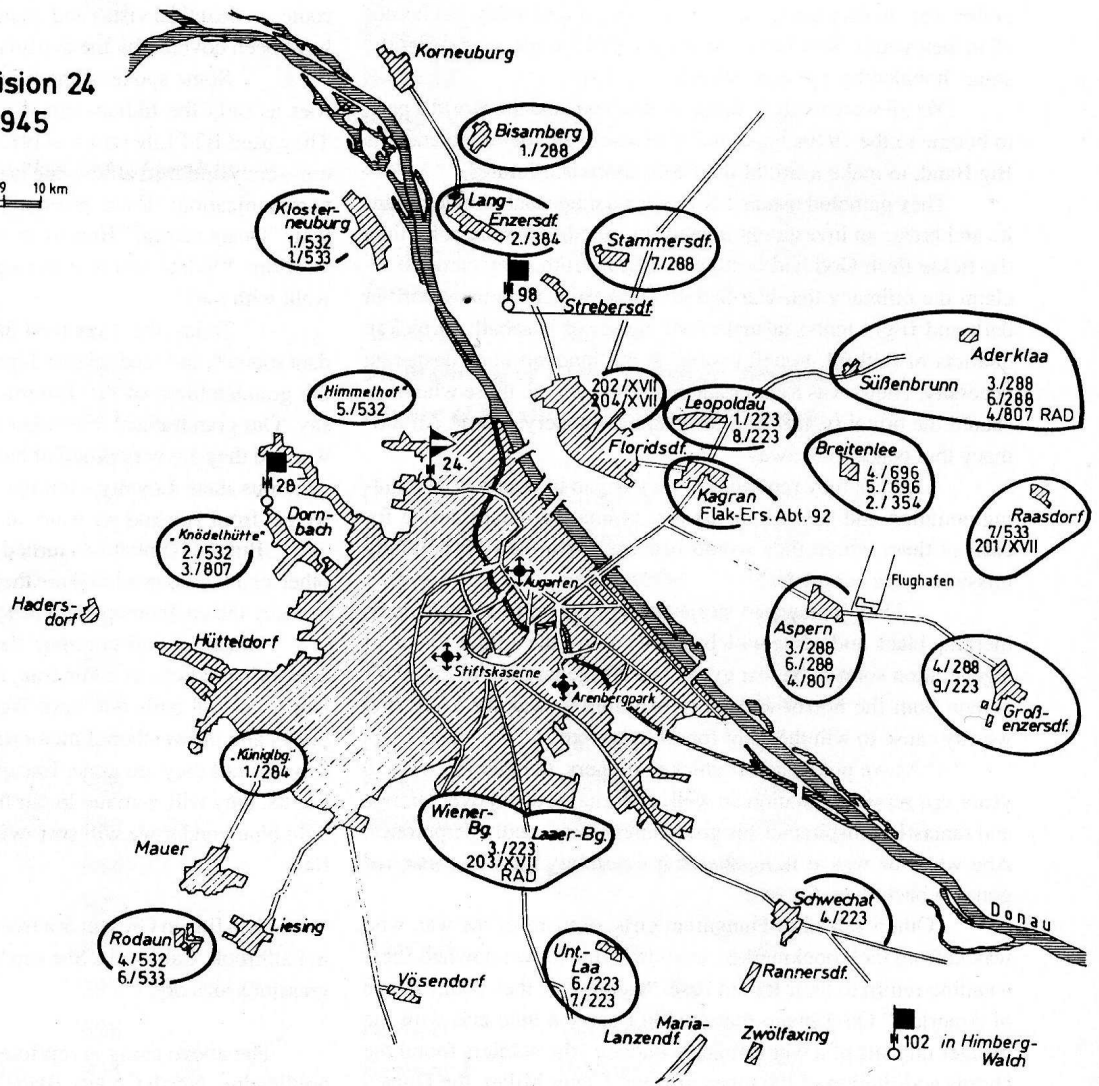 ision 24
945
9 10 km
Korneuburg
Bisamberg
1./288
Kloster-
neuburg
1./532
1./533
Lang-
Enzersdf.
2./384
Stammersdf.
7./288
98
Strebersdf.
Aderklaa
Süßenbrunn
3./288
6./288
4./807 RAD
"Himmelhof"
5./532
202/XVII
204/XVII
Leopoldau
1./223
8./223
Floridsdf.
Breitenlee
4./696
5./696
2./354
24.
28
Dorn-
bach
Kagran
Flak-Ers. Abt. 92
Raasdorf
7./533
201/XVII
"Knödelhütte"
2./532
3./807
Augarten
Flughafen
Haders-
dorf
Hütteldorf
Stiftskaserne
Arenbergpark
Aspern
3./288
6./288
4./807
4./288
9./223
Groß-
enzersdf.
"Küniglbg."
1./284
Wiener-
Bg.
Laaer-Bg.
3./223
203/XVII
RAD
Mauer
Schwechat
4./223
Donau
Rodaun
4./532
6./533
Liesing
Vösendorf
Unt.-
Laa
6./223
7./223
Rannersdf.
Maria-
Lanzendf.
Zwölfaxing
102 in Himberg-
Walch